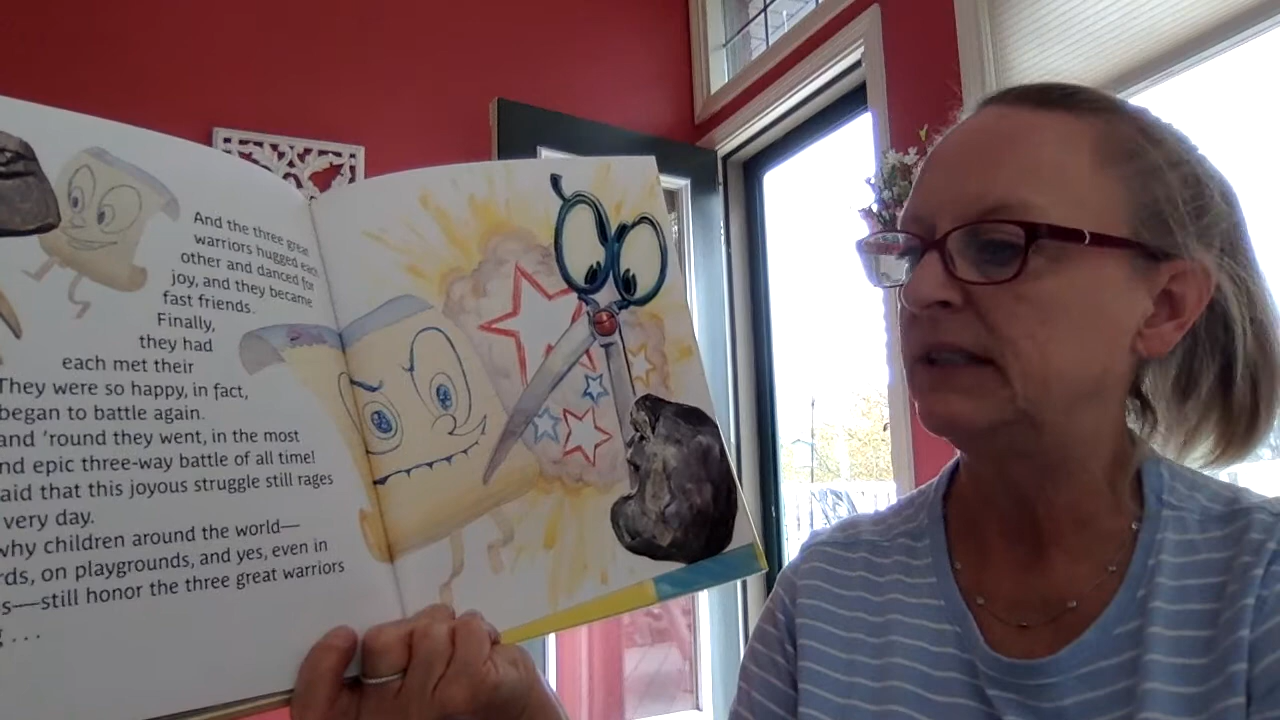 And the three great
warriors hugged each
other and danced for
joy, and they became
fast friends.
Finally,
they had
each met their
They were so happy, in fact,
began to battle again.
and 'round they went, in the most
epic three-way battle of all time!
that this joyous struggle still rages
very day.
why children around the world—
on playgrounds, and yes, even in
still honor the three great warriors
...